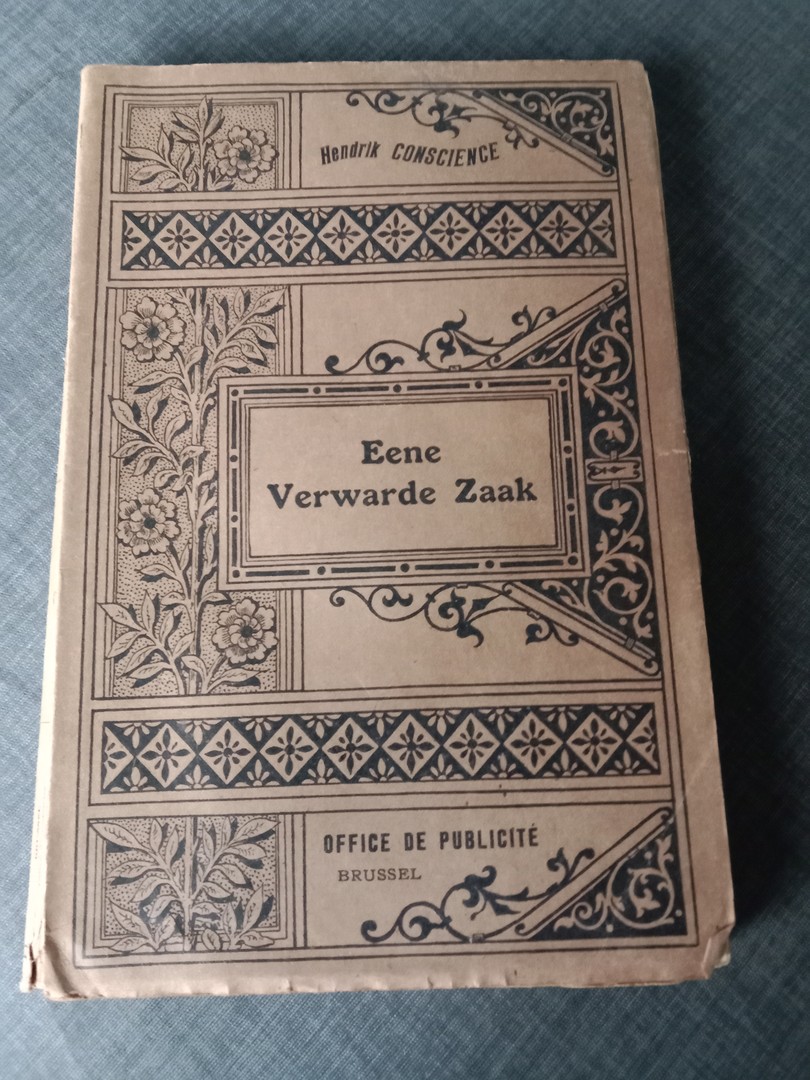 Hendrik CONSCIENCE
Eene
Verwarde Zaak
OFFICE DE PUBLICITÉ
BRUSSEL